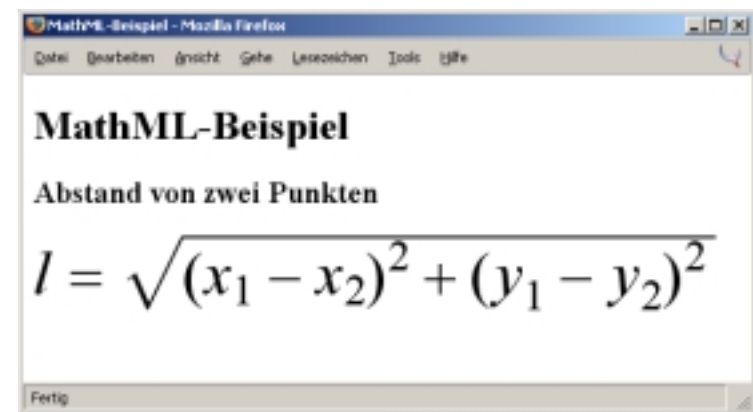 MathML-Beispiel - Mozilla Firefox
Datei Bearbeiten Ansicht Gehe Lesezeichen Tools Hilfe
MathML-Beispiel
Abstand von zwei Punkten
l = √(x₁ − x₂)² + (y₁ − y₂)²
Fertig